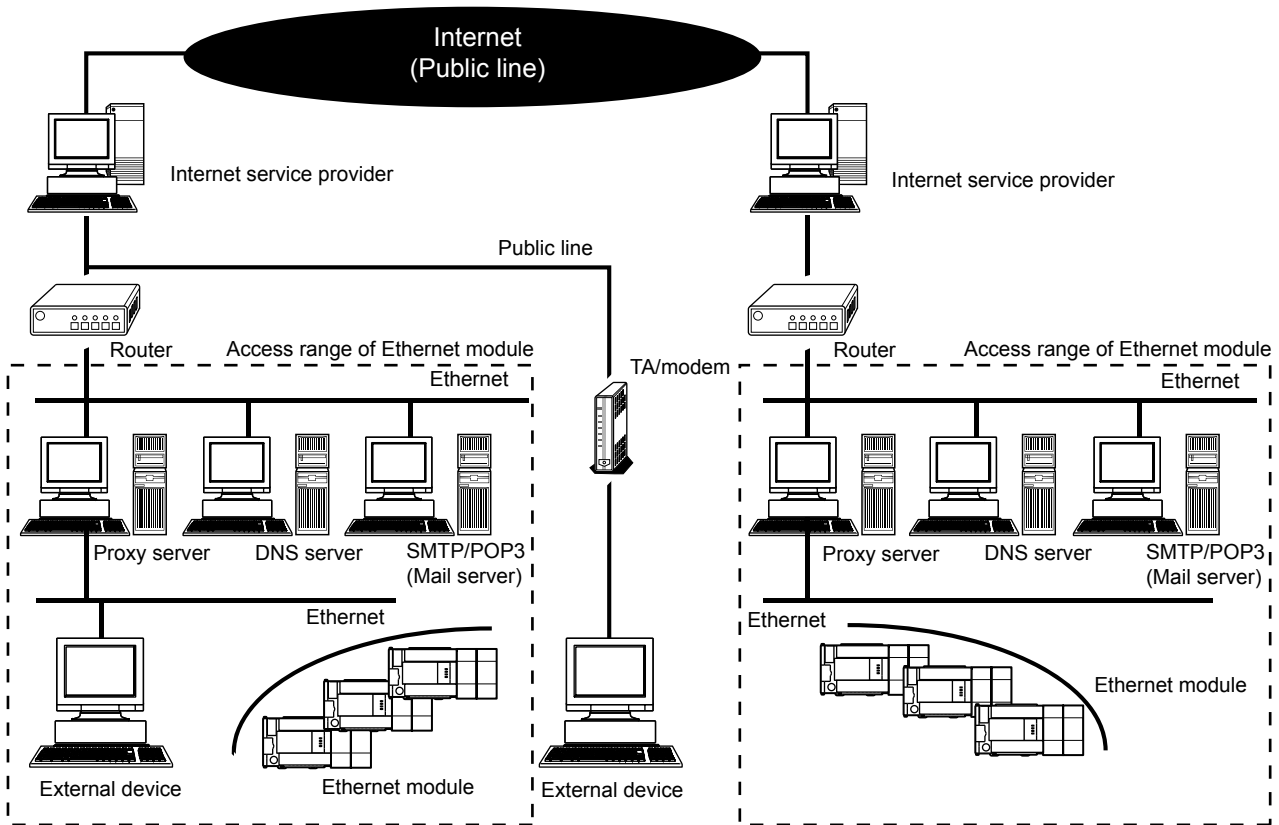 Internet
(Public line)
Internet service provider
Internet service provider
Public line
Router
Access range of Ethernet module
Ethernet
TA/modem
Router
Access range of Ethernet module
Ethernet
Proxy server
DNS server
SMTP/POP3
(Mail server)
Proxy server
DNS server
SMTP/POP3
(Mail server)
Ethernet
Ethernet
Ethernet module
External device
Ethernet module
External device